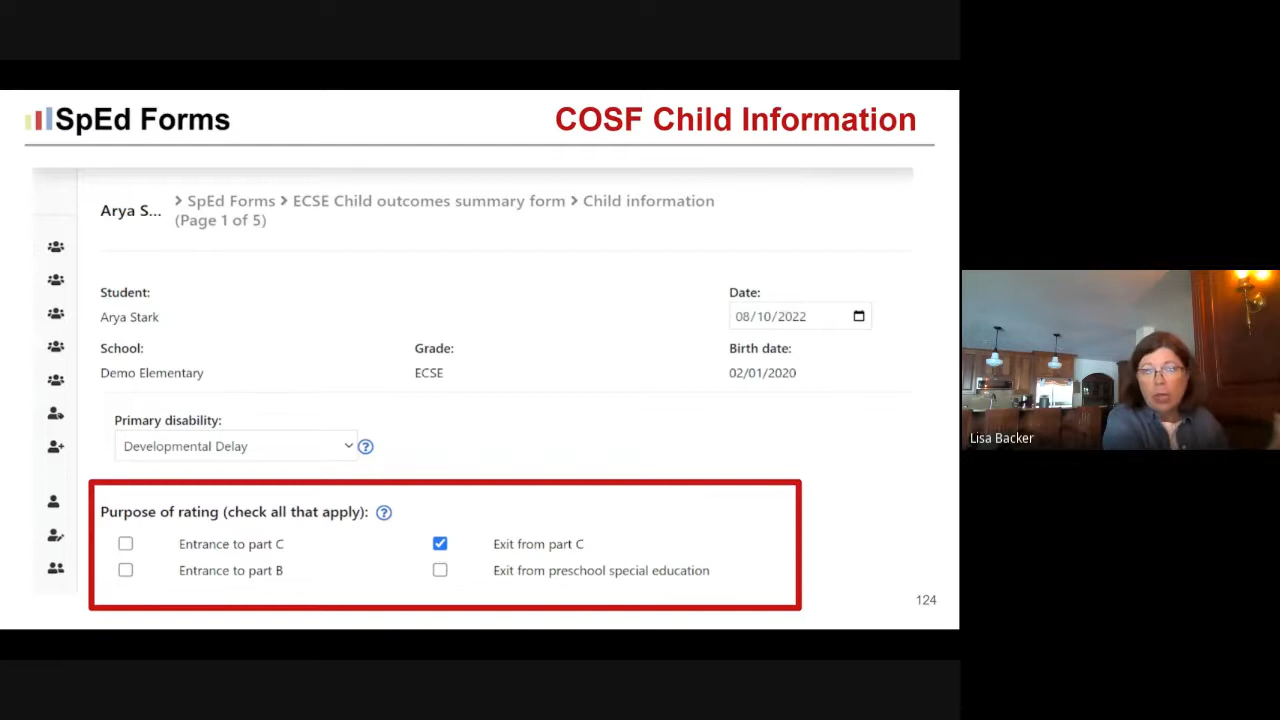 SpEd Forms
COSF Child Information
Arya S...
> SpEd Forms > ECSE Child outcomes summary form > Child information
(Page 1 of 5)
Student:
Date:
Arya Stark
08/10/2022
School:
Grade:
Birth date:
Demo Elementary
ECSE
02/01/2020
Primary disability:
Developmental Delay
?
Purpose of rating (check all that apply): ?
Entrance to part C
Exit from part C
Entrance to part B
Exit from preschool special education
124
Lisa Backer